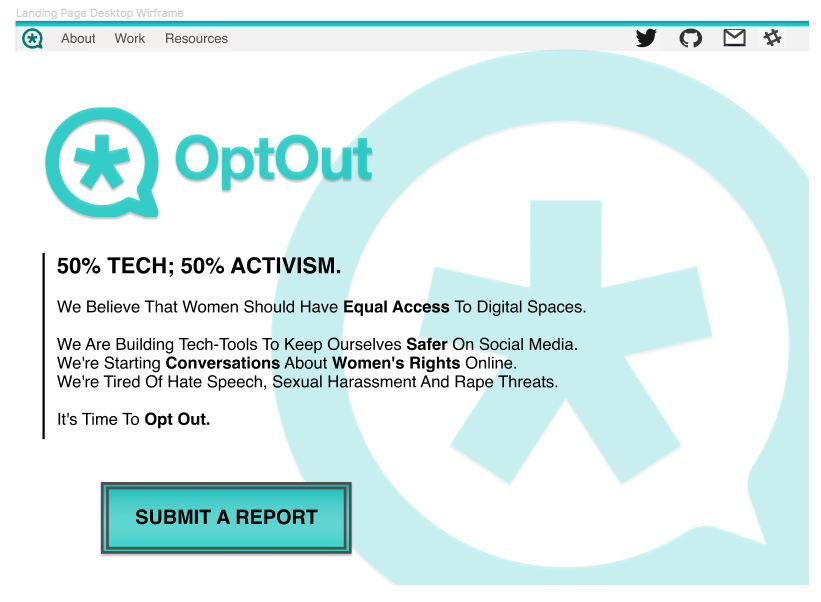 Landing Page Desktop Wirframe
About Work Resources
OptOut
50% TECH; 50% ACTIVISM.
We Believe That Women Should Have Equal Access To Digital Spaces.
We Are Building Tech-Tools To Keep Ourselves Safer On Social Media.
We're Starting Conversations About Women's Rights Online.
We're Tired Of Hate Speech, Sexual Harassment And Rape Threats.
It's Time To Opt Out.
SUBMIT A REPORT